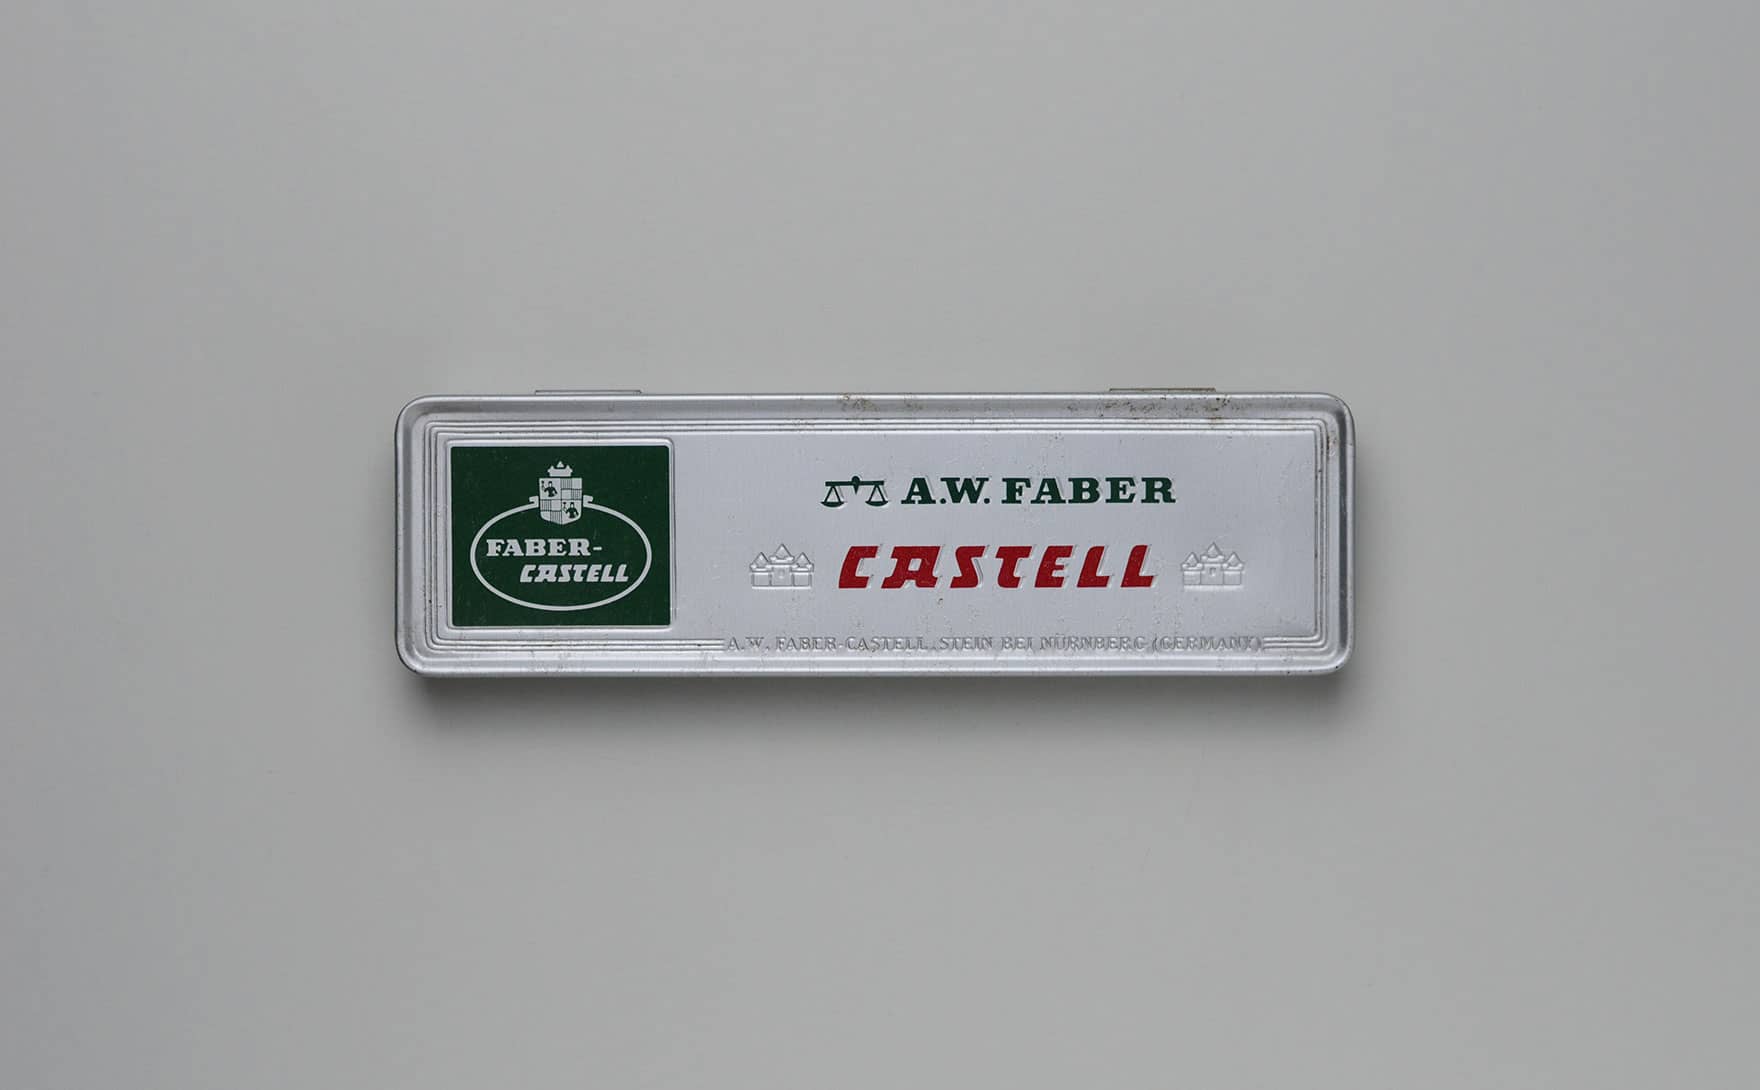 FABER-
CASTELL
A.W. FABER
CASTELL
A.W. FABER-CASTELL, STEIN BEI NÜRNBERG (GERMANY)